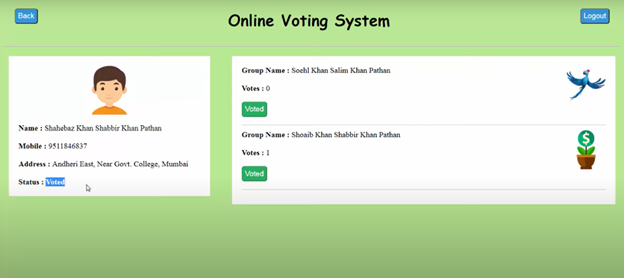 Back
Online Voting System
Logout
Name : Shahebaz Khan Shabbir Khan Pathan
Mobile : 9511846837
Address : Andheri East, Near Govt. College, Mumbai
Status : Voted
Group Name : Soehl Khan Salim Khan Pathan
Votes : 0
Voted
Group Name : Shoaib Khan Shabbir Khan Pathan
Votes : 1
Voted